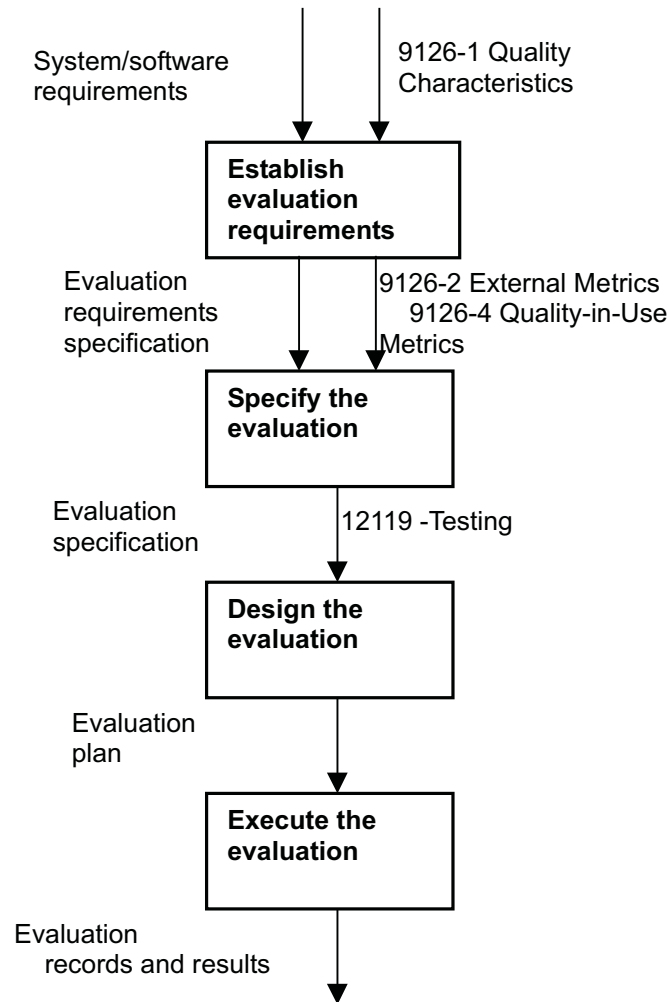 System/software
requirements
9126-1 Quality
Characteristics
Establish
evaluation
requirements
Evaluation
requirements
specification
9126-2 External Metrics
9126-4 Quality-in-Use
Metrics
Specify the
evaluation
Evaluation
specification
12119 -Testing
Design the
evaluation
Evaluation
plan
Execute the
evaluation
Evaluation
records and results